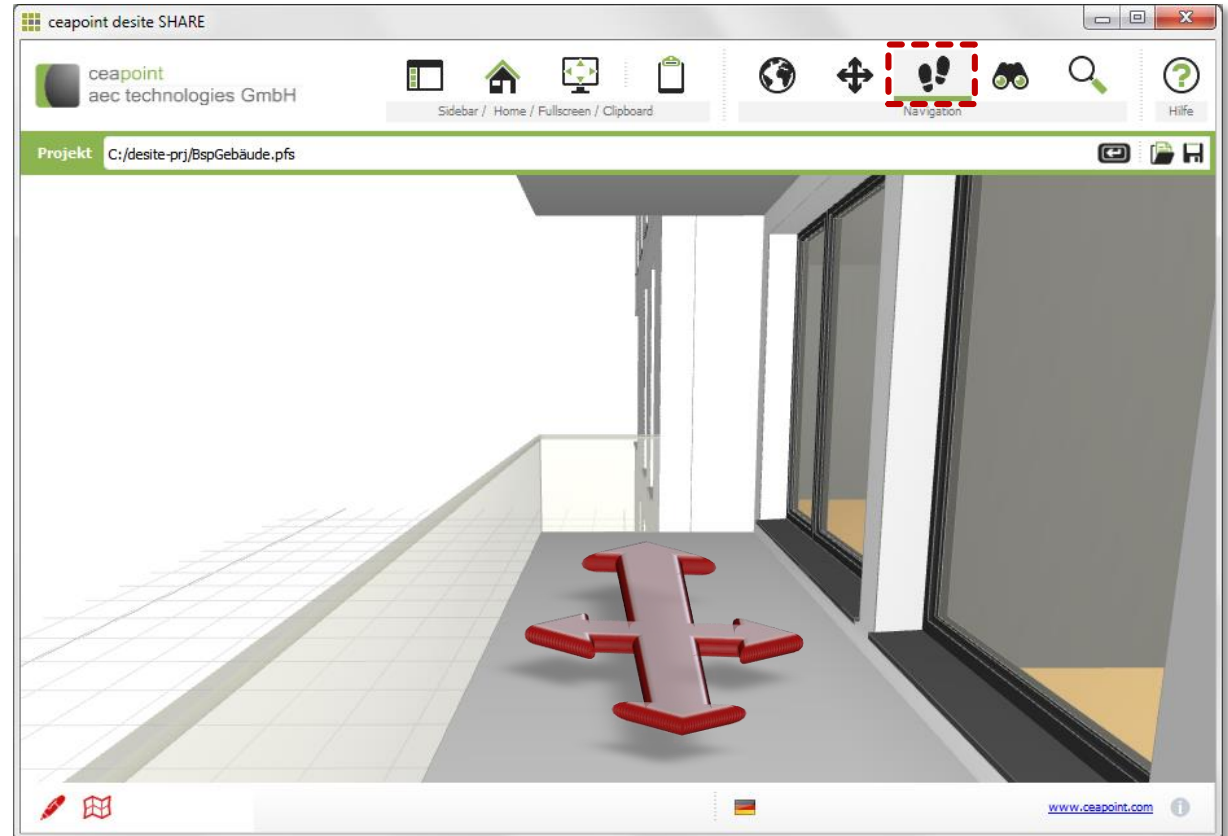 ceapoint desite SHARE
ceapoint
aec technologies GmbH
Sidebar / Home / Fullscreen / Clipboard
Navigation
Hilfe
Projekt C:/desite-prj/BspGebäude.pfs
www.ceapoint.com